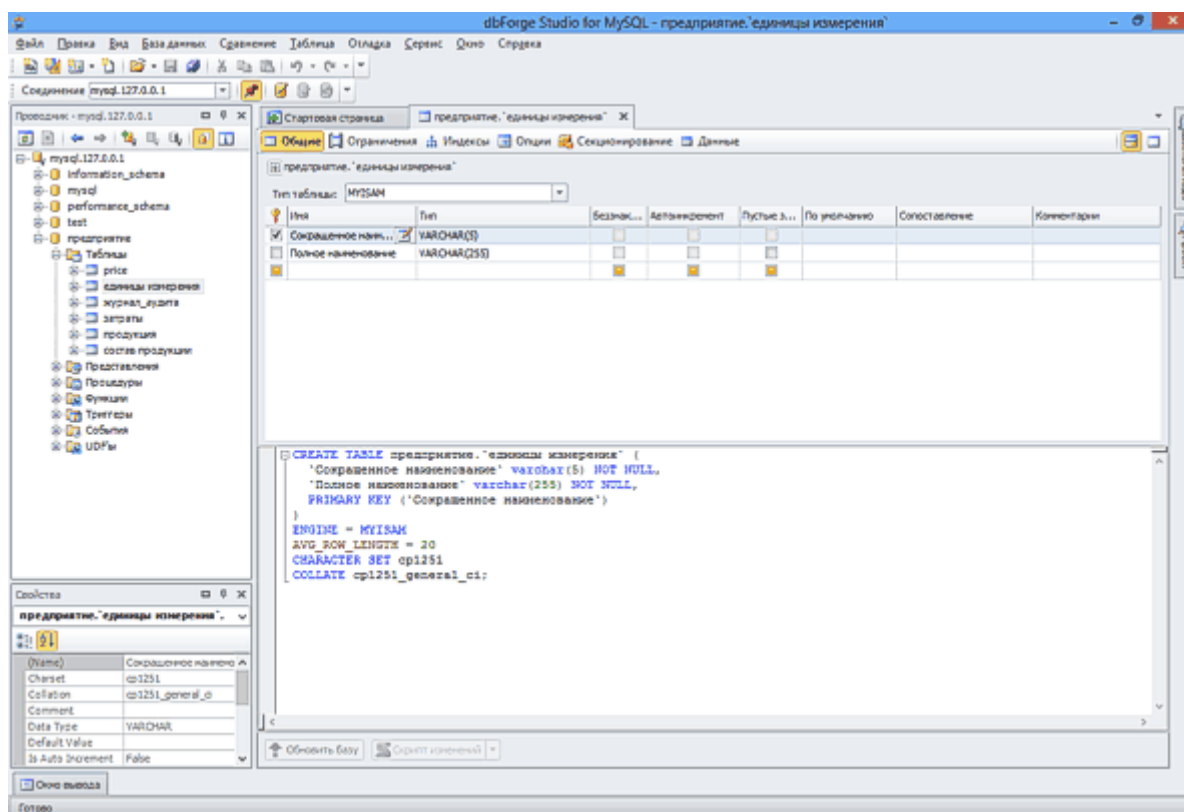 dbForge Studio for MySQL - предприятие.`единицы измерения`
Файл Правка Вид База данных Сравнение Таблица Отладка Сервис Окно Справка
Соединение mysql.127.0.0.1
Проводник - mysql.127.0.0.1
Стартовая страница
предприятие.`единицы измерения`
Общие Ограничения Индексы Опции Секционирование Данные
mysql.127.0.0.1
information_schema
mysql
performance_schema
test
предприятие
Таблицы
price
единицы измерения
журнал_аудита
затраты
продукция
состав продукции
Представления
Процедуры
Функции
Триггеры
События
UDF'ы
предприятие.`единицы измерения`
Тип таблицы: MYISAM
Имя Тип Беззнак... Автоинкремент Пустые з... По умолчанию Сопоставление Комментарии
Сокращенное наим... VARCHAR(5)
Полное наименование VARCHAR(255)
CREATE TABLE предприятие.`единицы измерения` (
`Сокращенное наименование` varchar(5) NOT NULL,
`Полное наименование` varchar(255) NOT NULL,
PRIMARY KEY (`Сокращенное наименование`)
)
ENGINE = MYISAM
AVG_ROW_LENGTH = 20
CHARACTER SET cp1251
COLLATE cp1251_general_ci;
Свойства
предприятие.`единицы измерения`.
(Name) Сокращенное наимено
Charset cp1251
Collation cp1251_general_ci
Comment
Data Type VARCHAR
Default Value
Is Auto Increment False
Обновить базу Скрипт изменений
Окно вывода
Готово